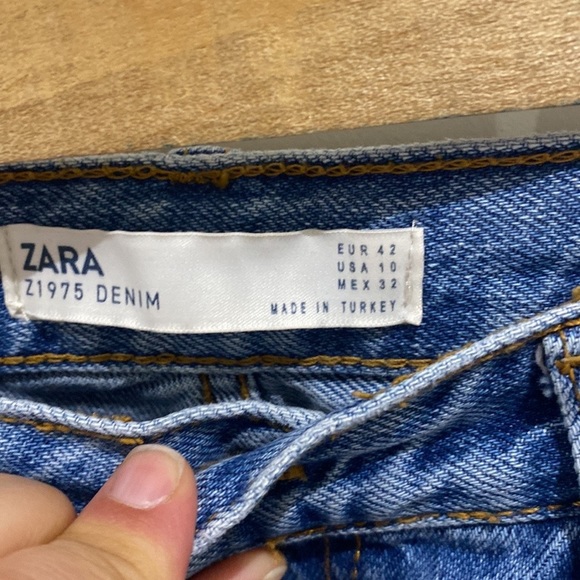 ZARA
Z1975 DENIM
EUR 42
USA 10
MEX 32
MADE IN TURKEY